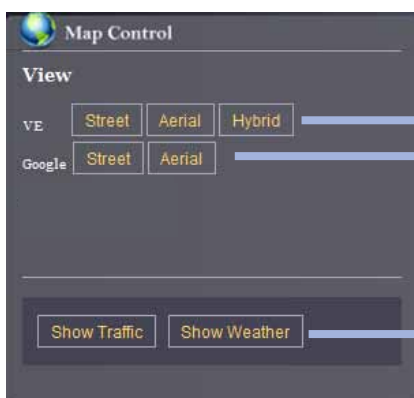 Map Control
View
VE Street Aerial Hybrid
Google Street Aerial
Show Traffic Show Weather